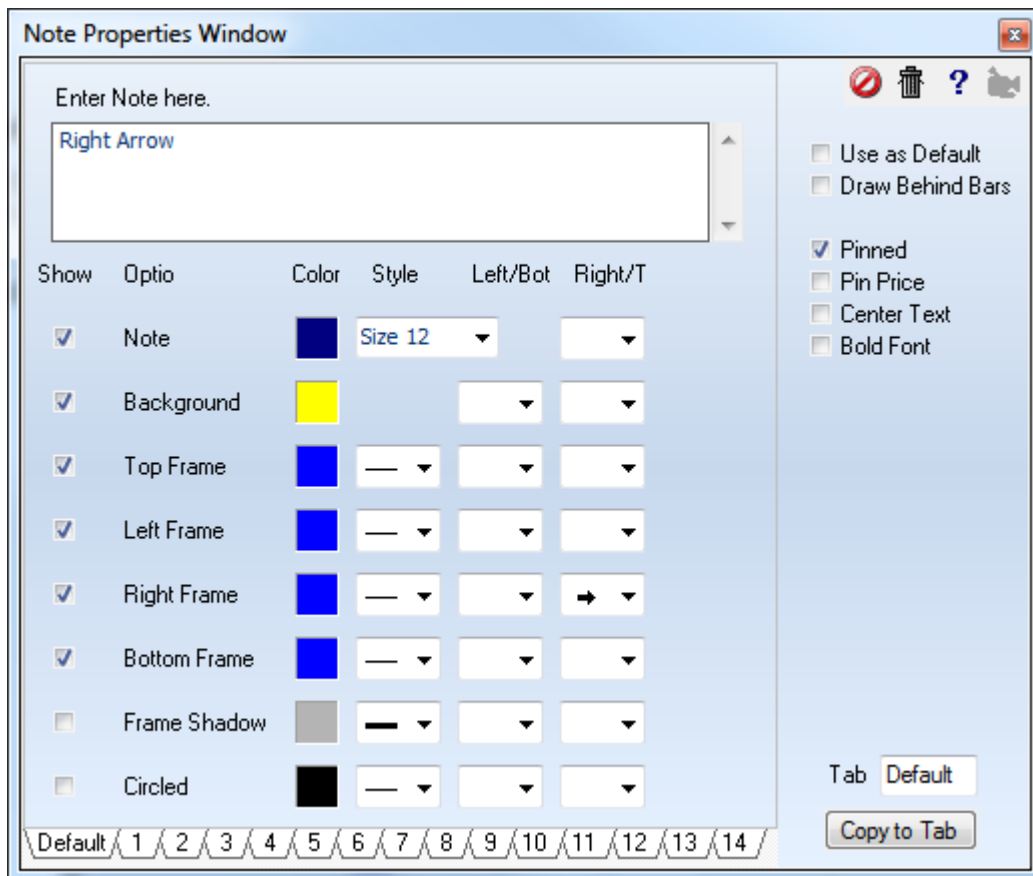 Note Properties Window
Enter Note here.
Right Arrow
Use as Default
Draw Behind Bars
Pinned
Pin Price
Center Text
Bold Font
Show Optio Color Style Left/Bot Right/T
Note Size 12
Background
Top Frame
Left Frame
Right Frame
Bottom Frame
Frame Shadow
Circled
Tab Default
Copy to Tab
Default 1 2 3 4 5 6 7 8 9 10 11 12 13 14